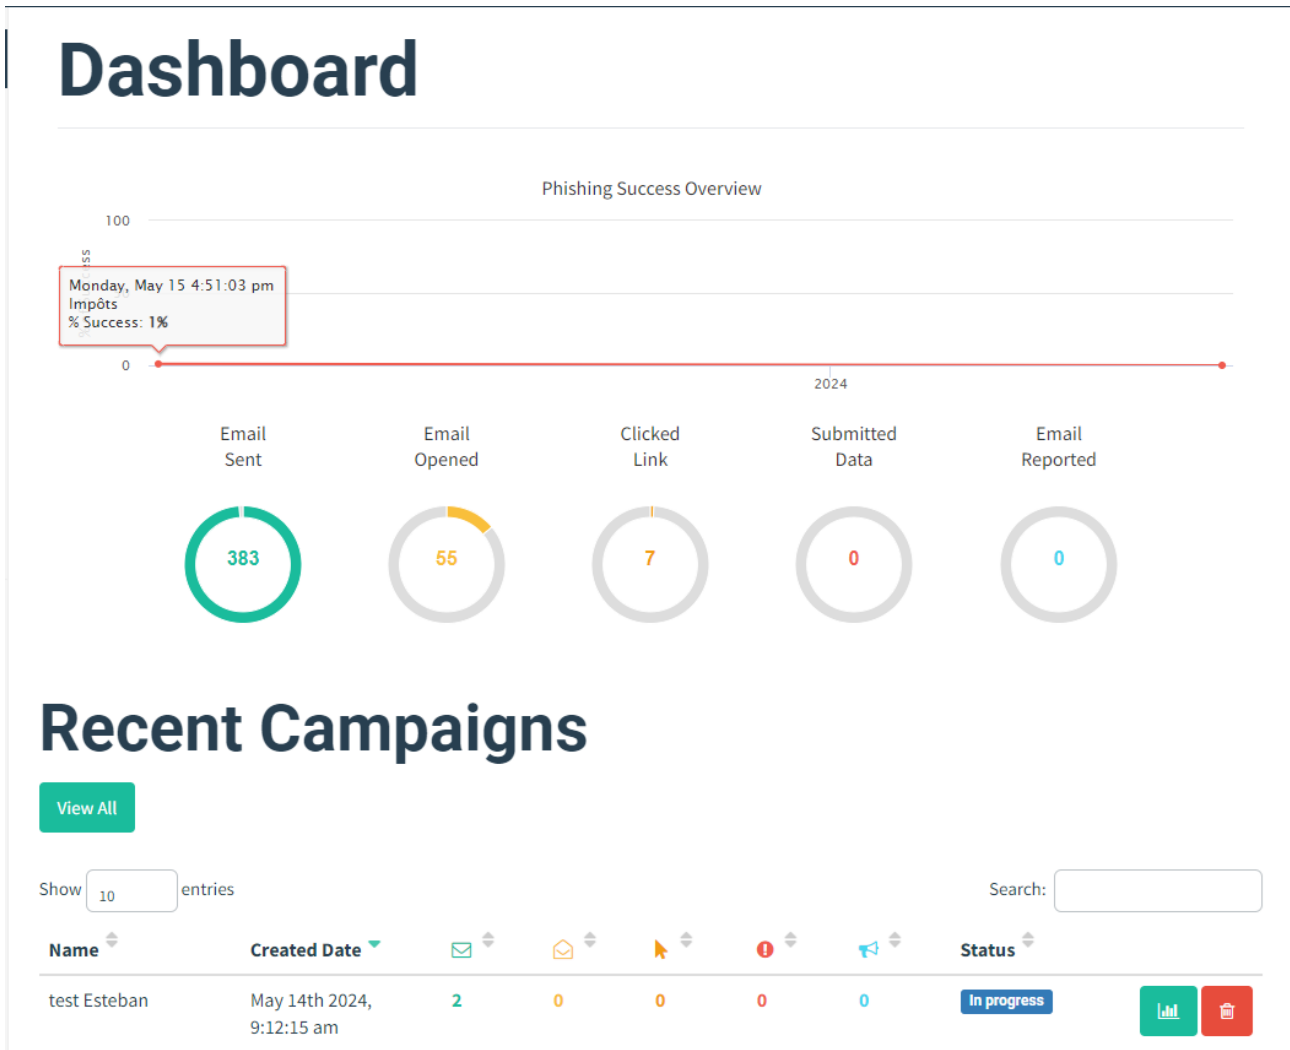 Dashboard
Phishing Success Overview
100
Monday, May 15 4:51:03 pm
Impôts
% Success: 1%
0
2024
Email
Sent
Email
Opened
Clicked
Link
Submitted
Data
Email
Reported
383
55
7
0
0
Recent Campaigns
View All
Show 10 entries
Search:
Name Created Date Status
test Esteban May 14th 2024, 2 0 0 0 0 In progress
9:12:15 am